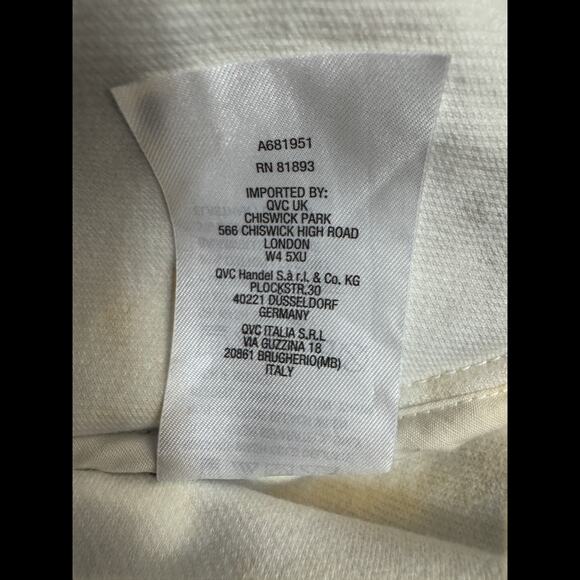 A681951
RN 81893
IMPORTED BY:
QVC UK
CHISWICK PARK
566 CHISWICK HIGH ROAD
LONDON
W4 5XU
QVC Handel S.à r.l. & Co. KG
PLOCKSTR.30
40221 DÜSSELDORF
GERMANY
QVC ITALIA S.R.L
VIA GUZZINA 18
20861 BRUGHERIO(MB)
ITALY